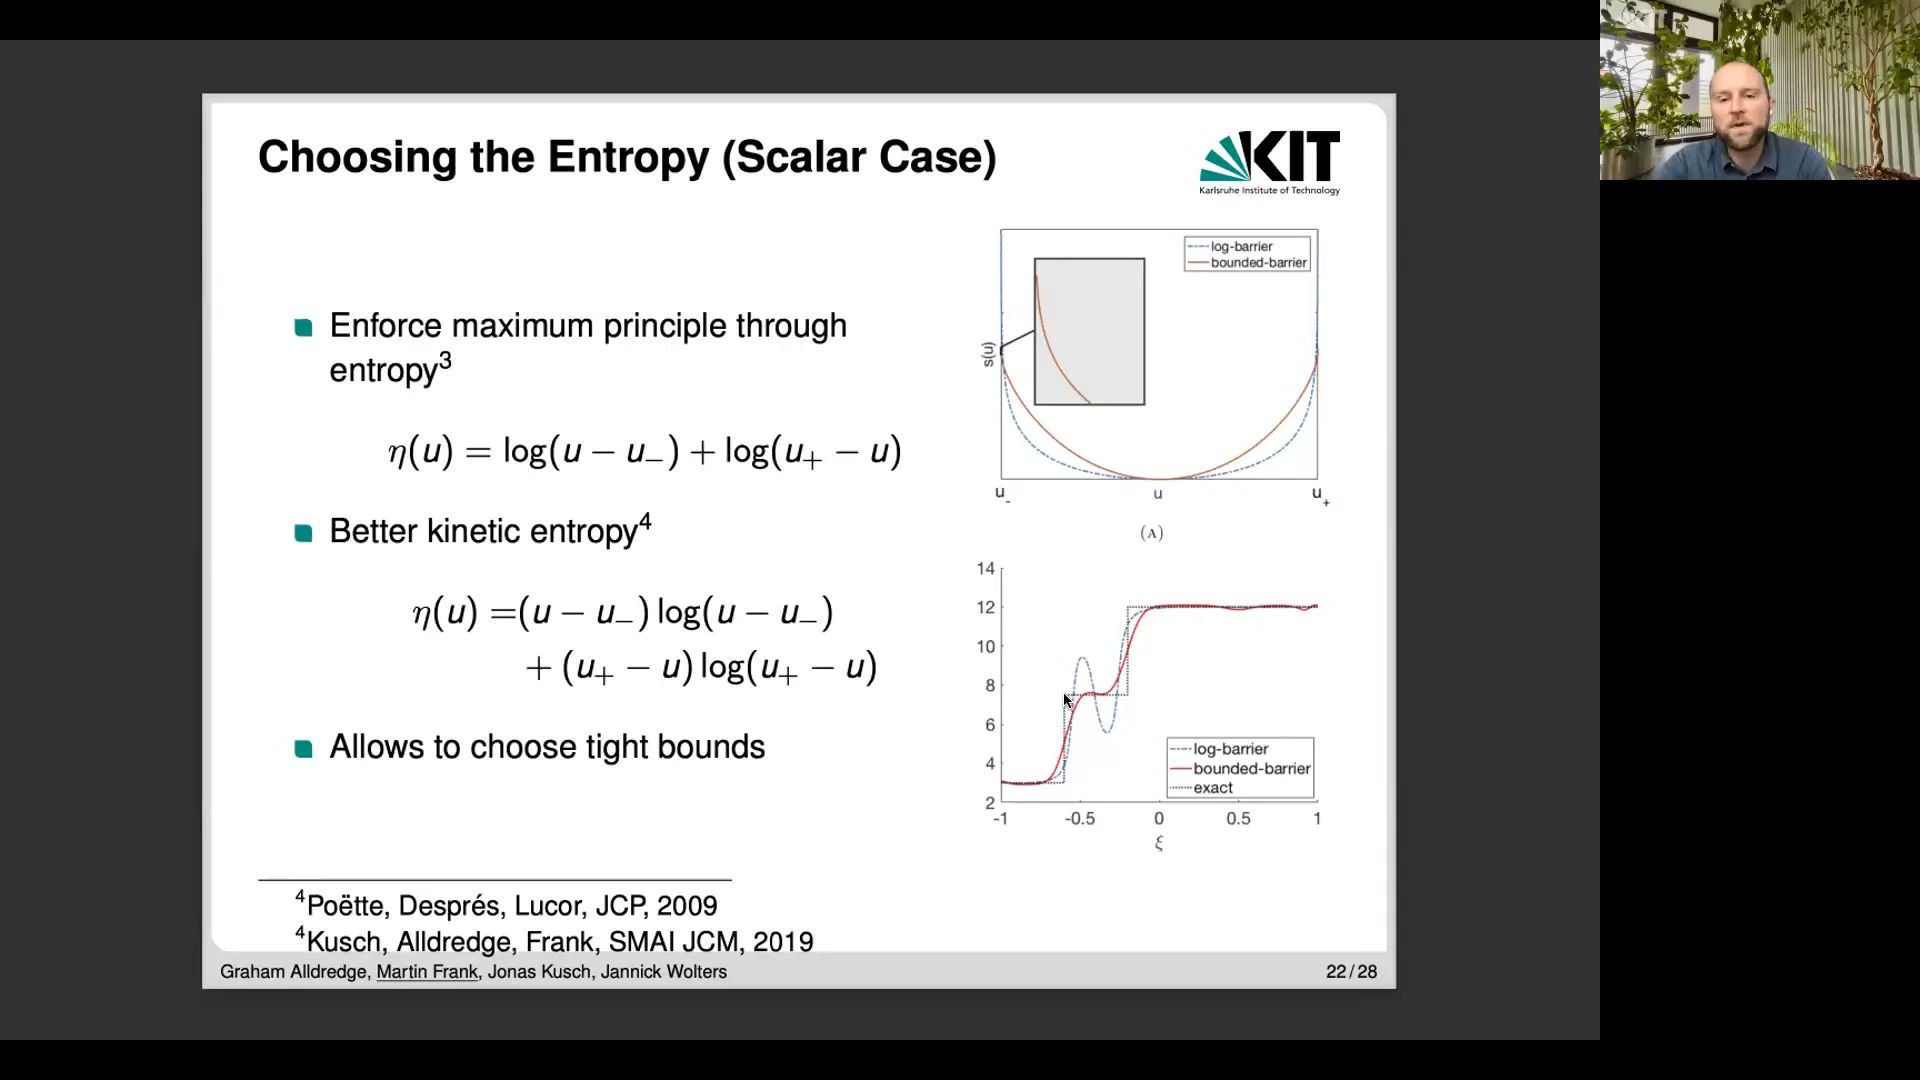 Choosing the Entropy (Scalar Case)
KIT
Karlsruhe Institute of Technology
Enforce maximum principle through
entropy³
η(u) = log(u − u₋) + log(u₊ − u)
Better kinetic entropy⁴
η(u) =(u − u₋) log(u − u₋)
+ (u₊ − u) log(u₊ − u)
Allows to choose tight bounds
log-barrier
bounded-barrier
s(u)
u₋
u
u₊
(A)
14
12
10
8
6
4
2
-1
-0.5
0
0.5
1
ξ
log-barrier
bounded-barrier
exact
⁴Poëtte, Després, Lucor, JCP, 2009
⁴Kusch, Alldredge, Frank, SMAI JCM, 2019
Graham Alldredge, Martin Frank, Jonas Kusch, Jannick Wolters
22/28